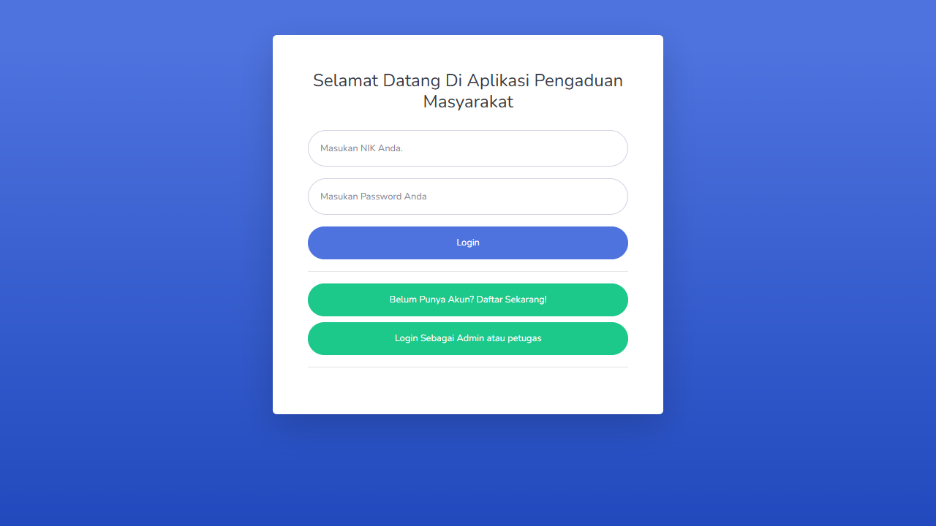 Selamat Datang Di Aplikasi Pengaduan
Masyarakat
Masukan NIK Anda.
Masukan Password Anda
Login
Belum Punya Akun? Daftar Sekarang!
Login Sebagai Admin atau petugas